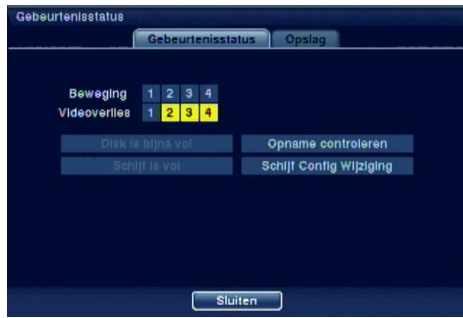 Gebeurtenisstatus
Gebeurtenisstatus Opslag
Beweging 1 2 3 4
Videoverlies 1 2 3 4
Disk is bijna vol Opname controleren
Schijf is vol Schijf Config Wijziging
Sluiten